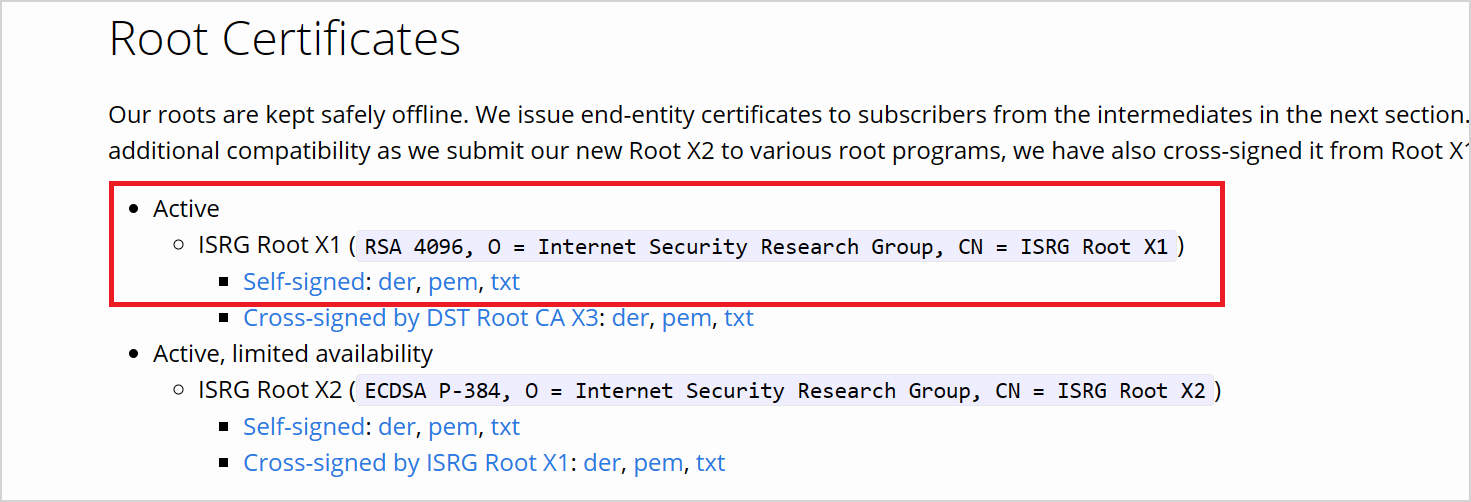 Root Certificates
Our roots are kept safely offline. We issue end-entity certificates to subscribers from the intermediates in the next section.
additional compatibility as we submit our new Root X2 to various root programs, we have also cross-signed it from Root X1
Active
ISRG Root X1 (RSA 4096, O = Internet Security Research Group, CN = ISRG Root X1)
Self-signed: der, pem, txt
Cross-signed by DST Root CA X3: der, pem, txt
Active, limited availability
ISRG Root X2 (ECDSA P-384, O = Internet Security Research Group, CN = ISRG Root X2)
Self-signed: der, pem, txt
Cross-signed by ISRG Root X1: der, pem, txt